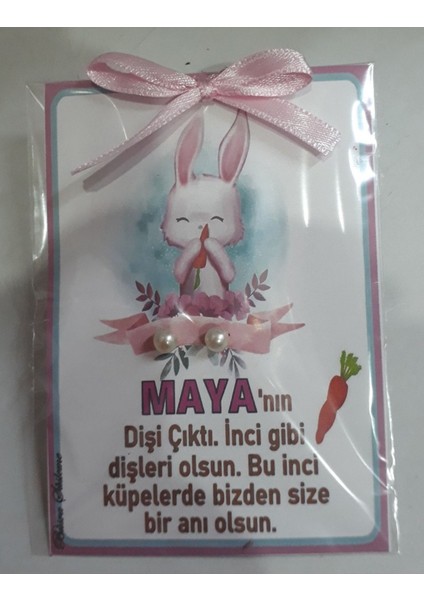 MAYA'nın
Dişi Çıktı. İnci gibi
dişleri olsun. Bu inci
küpelerde bizden size
bir anı olsun.